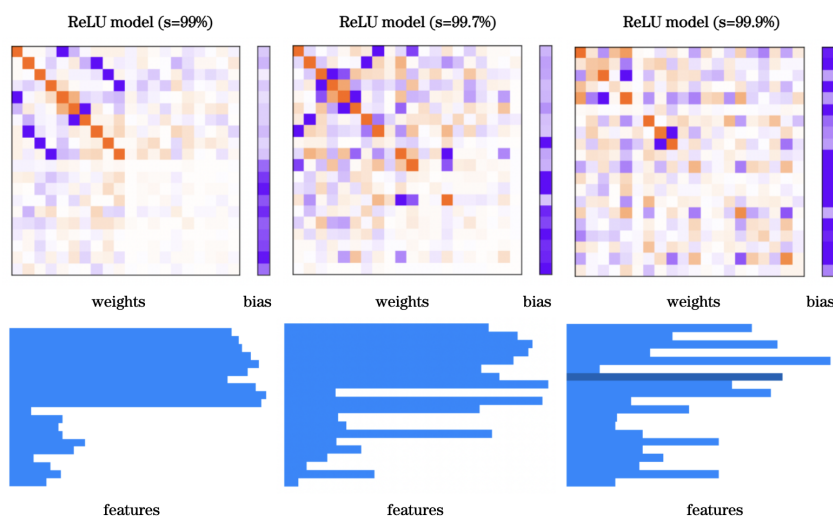 ReLU model (s=99%)
ReLU model (s=99.7%)
ReLU model (s=99.9%)
weights
bias
weights
bias
weights
bias
features
features
features